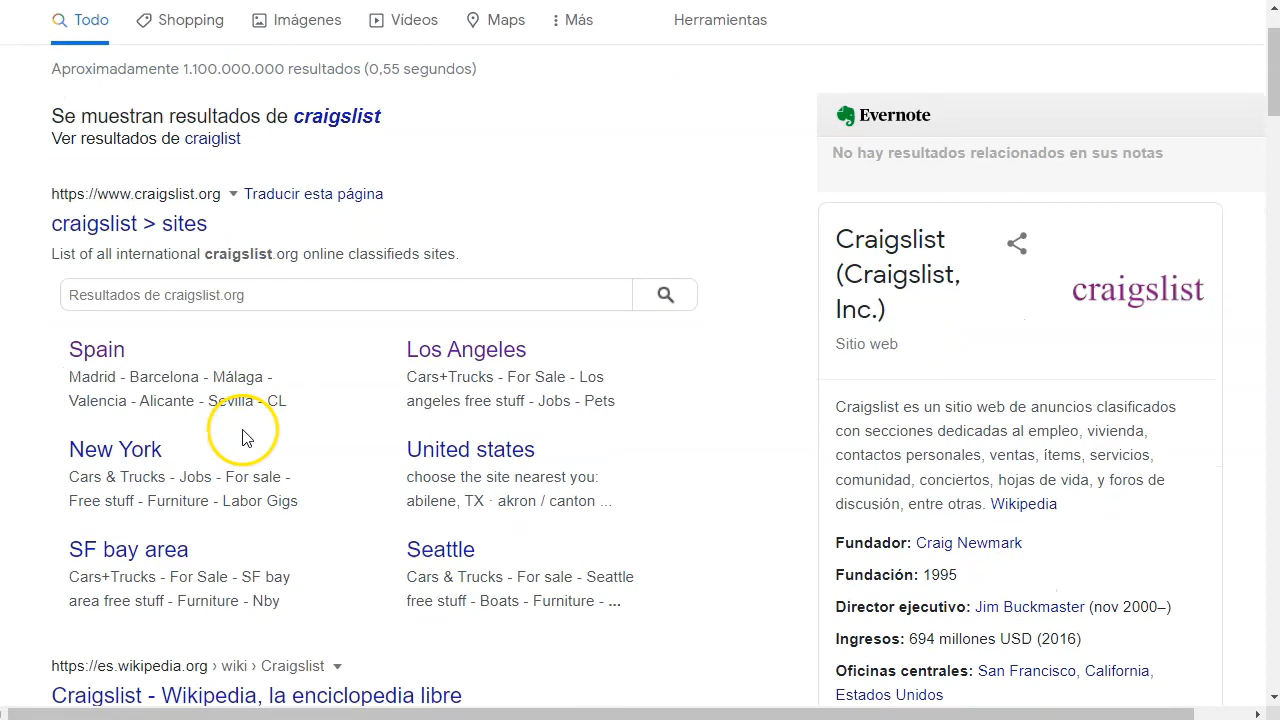 Todo Shopping Imágenes Vídeos Maps Más Herramientas
Aproximadamente 1.100.000.000 resultados (0,55 segundos)
Se muestran resultados de craigslist
Ver resultados de craiglist
https://www.craigslist.org Traducir esta página
craigslist > sites
List of all international craigslist.org online classifieds sites.
Resultados de craigslist.org
Spain
Madrid - Barcelona - Málaga -
Valencia - Alicante - Sevilla - CL
Los Angeles
Cars+Trucks - For Sale - Los
angeles free stuff - Jobs - Pets
New York
Cars & Trucks - Jobs - For sale -
Free stuff - Furniture - Labor Gigs
United states
choose the site nearest you:
abilene, TX · akron / canton ...
SF bay area
Cars+Trucks - For Sale - SF bay
area free stuff - Furniture - Nby
Seattle
Cars & Trucks - For sale - Seattle
free stuff - Boats - Furniture - ...
https://es.wikipedia.org › wiki › Craigslist
Craigslist - Wikipedia, la enciclopedia libre
Evernote
No hay resultados relacionados en sus notas
Craigslist
(Craigslist,
Inc.)
Sitio web
craigslist
Craigslist es un sitio web de anuncios clasificados
con secciones dedicadas al empleo, vivienda,
contactos personales, ventas, ítems, servicios,
comunidad, conciertos, hojas de vida, y foros de
discusión, entre otras. Wikipedia
Fundador: Craig Newmark
Fundación: 1995
Director ejecutivo: Jim Buckmaster (nov 2000–)
Ingresos: 694 millones USD (2016)
Oficinas centrales: San Francisco, California,
Estados Unidos